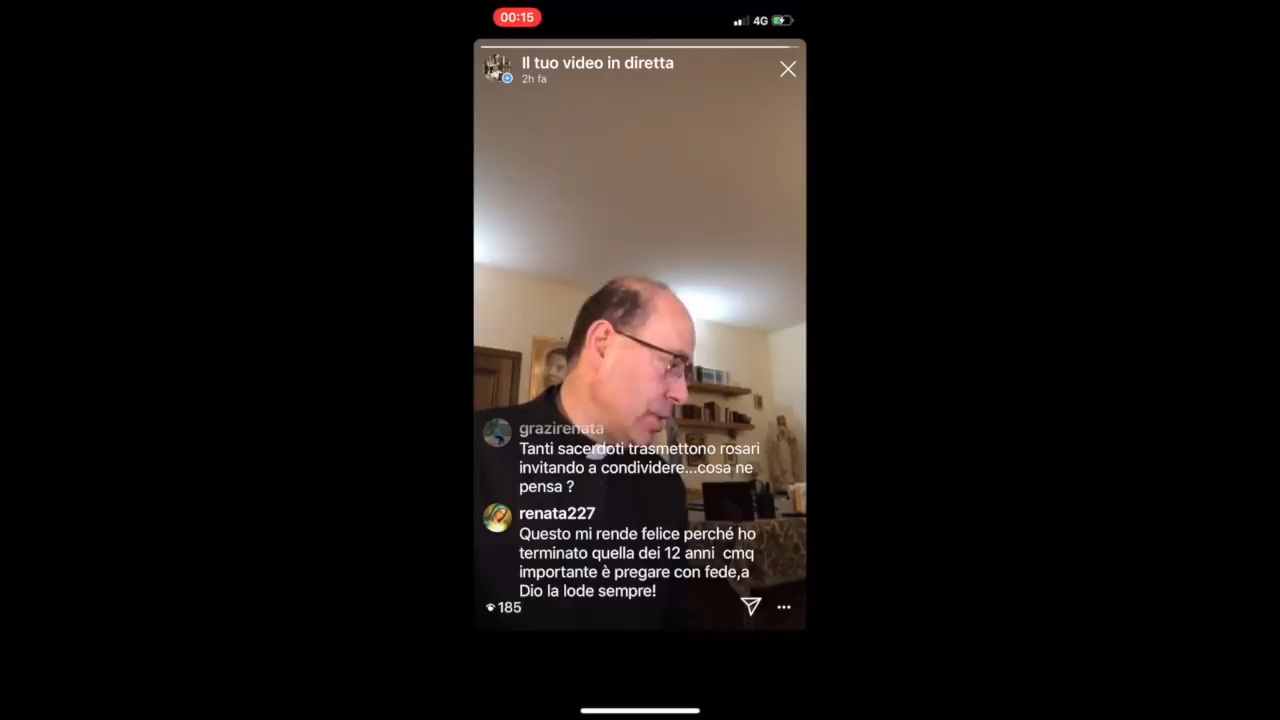 00:15
4G
Il tuo video in diretta
2h fa
grazirenata
Tanti sacerdoti trasmettono rosari
invitando a condividere...cosa ne
pensa ?
renata227
Questo mi rende felice perché ho
terminato quella dei 12 anni cmq
importante è pregare con fede,a
Dio la lode sempre!
185